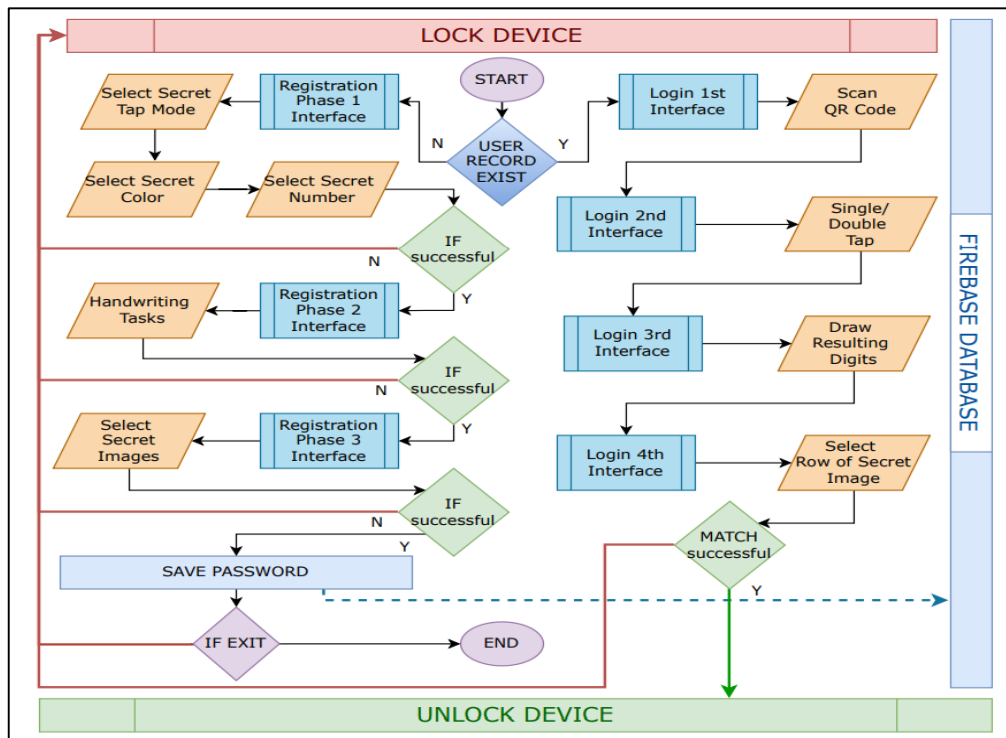 LOCK DEVICE
START
Select Secret
Tap Mode
Registration
Phase 1
Interface
N
USER
RECORD
EXIST
Y
Login 1st
Interface
Scan
QR Code
Select Secret
Color
Select Secret
Number
IF
successful
N
Y
Login 2nd
Interface
Single/
Double
Tap
Handwriting
Tasks
Registration
Phase 2
Interface
IF
successful
N
Y
Login 3rd
Interface
Draw
Resulting
Digits
Select
Secret
Images
Registration
Phase 3
Interface
IF
successful
N
Y
Login 4th
Interface
Select
Row of Secret
Image
MATCH
successful
Y
SAVE PASSWORD
IF EXIT
END
UNLOCK DEVICE
FIREBASE DATABASE